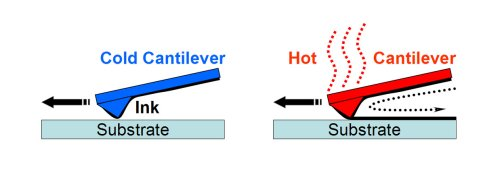 Cold Cantilever
Ink
Substrate
Hot Cantilever
Substrate